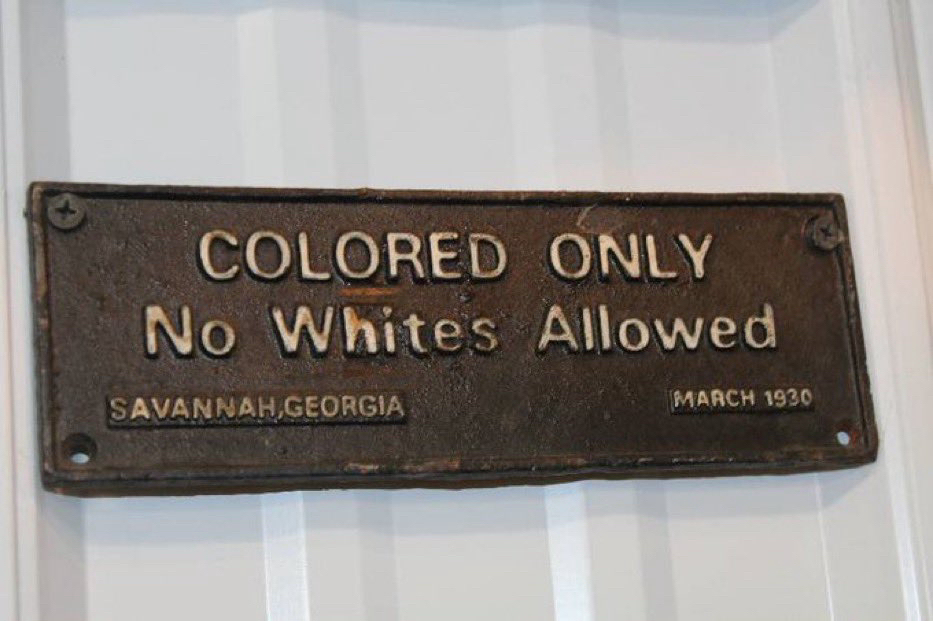 COLORED ONLY
No Whites Allowed
SAVANNAH,GEORGIA
MARCH 1930